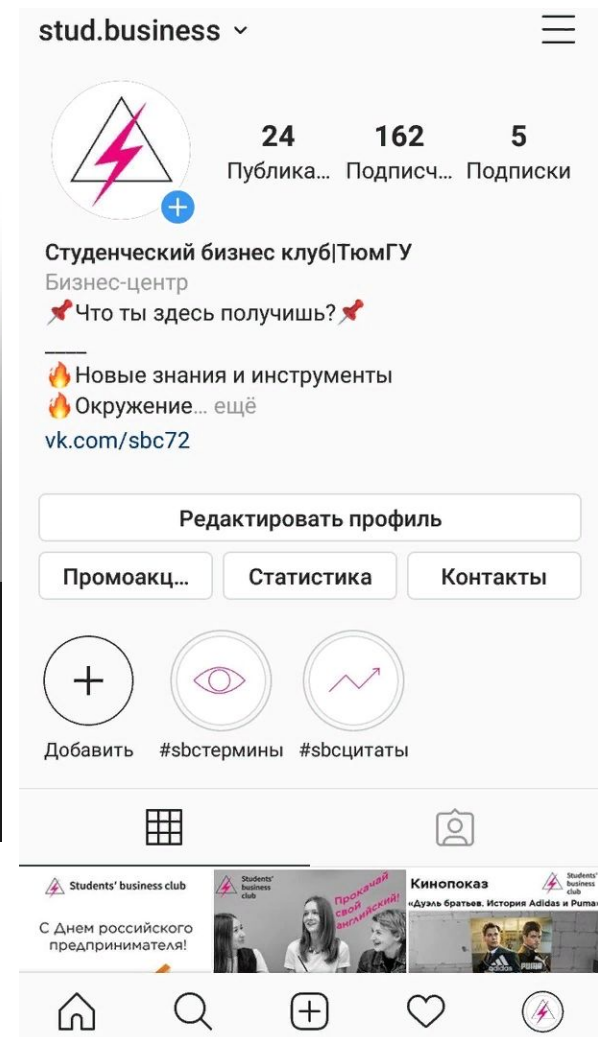 stud.business
24 162 5
Публика... Подписч... Подписки
Студенческий бизнес клуб|ТюмГУ
Бизнес-центр
📌Что ты здесь получишь?📌
____
🔥Новые знания и инструменты
🔥Окружение... ещё
vk.com/sbc72
Редактировать профиль
Промоакц... Статистика Контакты
Добавить #sbcтермины #sbcцитаты
Students' business club
С Днем российского
предпринимателя!
Students'
business
club
Прокачай
свой
английский!
Кинопоказ
Students'
business
club
«Дуэль братьев. История Adidas и Puma»
adidas PUMA